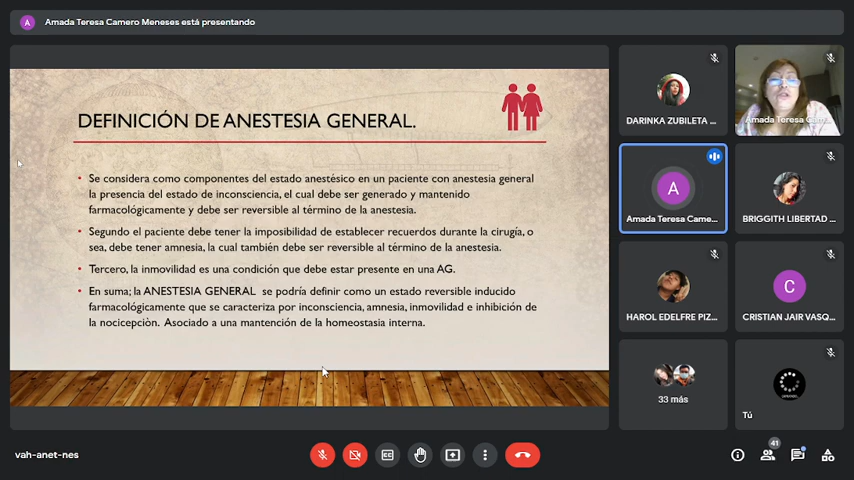 A
Amada Teresa Camero Meneses está presentando
DEFINICIÓN DE ANESTESIA GENERAL.
• Se considera como componentes del estado anestésico en un paciente con anestesia general
la presencia del estado de inconsciencia, el cual debe ser generado y mantenido
farmacológicamente y debe ser reversible al término de la anestesia.
• Segundo el paciente debe tener la imposibilidad de establecer recuerdos durante la cirugía, o
sea, debe tener amnesia, la cual también debe ser reversible al término de la anestesia.
• Tercero, la inmovilidad es una condición que debe estar presente en una AG.
• En suma; la ANESTESIA GENERAL se podría definir como un estado reversible inducido
farmacológicamente que se caracteriza por inconsciencia, amnesia, inmovilidad e inhibición de
la nocicepciòn. Asociado a una mantención de la homeostasia interna.
DARINKA ZUBILETA ...
Amada Teresa
A
Amada Teresa Came...
BRIGGITH LIBERTAD ...
HAROL EDELFRE PIZ...
C
CRISTIAN JAIR VASQ...
33 más
Tú
vah-anet-nes
41